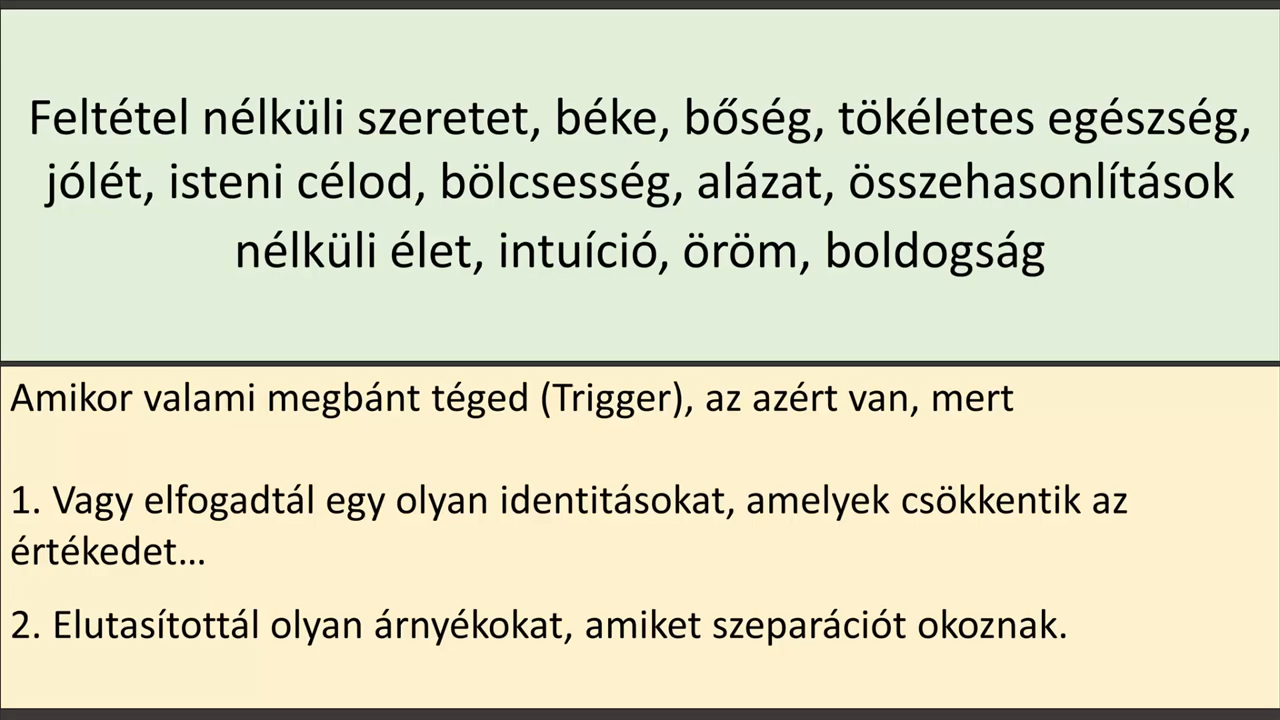 Feltétel nélküli szeretet, béke, bőség, tökéletes egészség,
jólét, isteni célod, bölcsesség, alázat, összehasonlítások
nélküli élet, intuíció, öröm, boldogság
Amikor valami megbánt téged (Trigger), az azért van, mert
1. Vagy elfogadtál egy olyan identitásokat, amelyek csökkentik az
értékedet…
2. Elutasítottál olyan árnyékokat, amiket szeparációt okoznak.